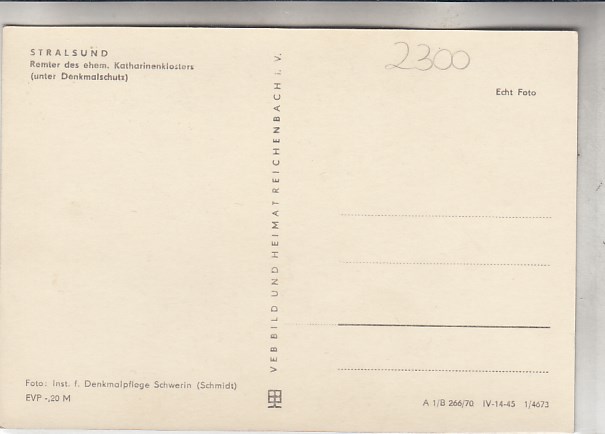 STRALSUND
Remter des ehem. Katharinenklosters
(unter Denkmalschutz)
Foto: Inst. f. Denkmalpflege Schwerin (Schmidt)
EVP -,20 M
VEB BILD UND HEIMAT REICHENBACH i. V.
2300
Echt Foto
A 1/B 266/70 IV-14-45 1/4673